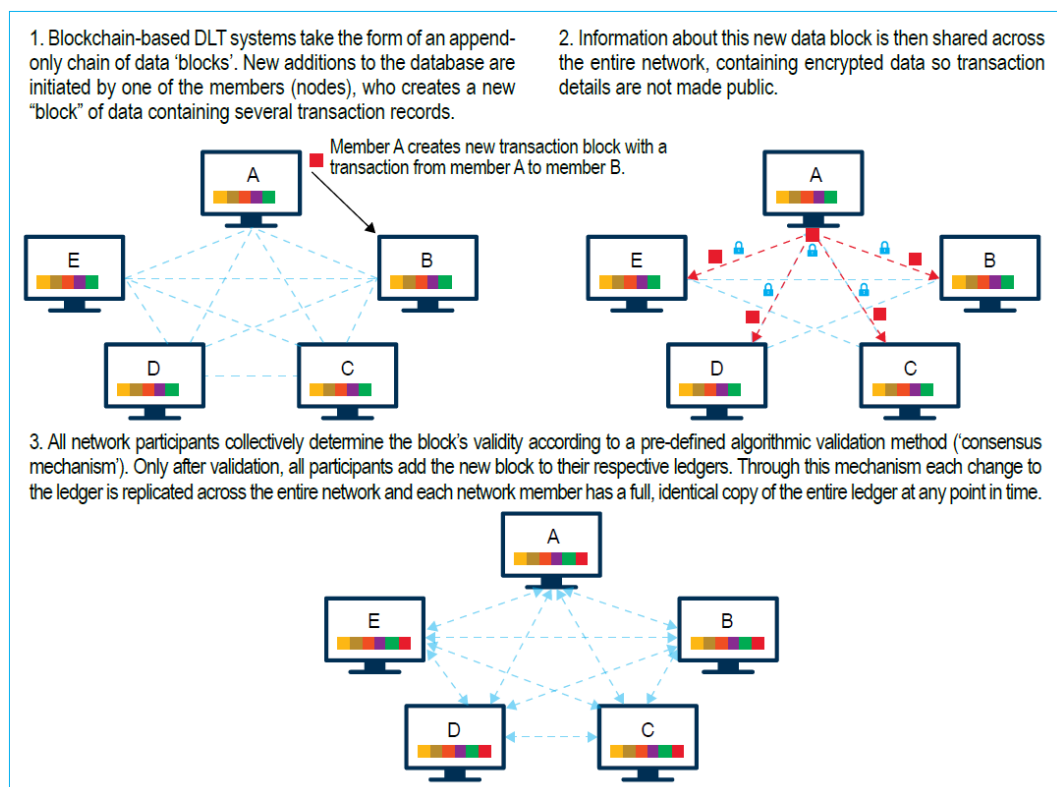 1. Blockchain-based DLT systems take the form of an append-
only chain of data ‘blocks’. New additions to the database are
initiated by one of the members (nodes), who creates a new
“block” of data containing several transaction records.
2. Information about this new data block is then shared across
the entire network, containing encrypted data so transaction
details are not made public.
Member A creates new transaction block with a
transaction from member A to member B.
A
E
B
D
C
A
E
B
D
C
3. All network participants collectively determine the block’s validity according to a pre-defined algorithmic validation method (‘consensus
mechanism’). Only after validation, all participants add the new block to their respective ledgers. Through this mechanism each change to
the ledger is replicated across the entire network and each network member has a full, identical copy of the entire ledger at any point in time.
A
E
B
D
C